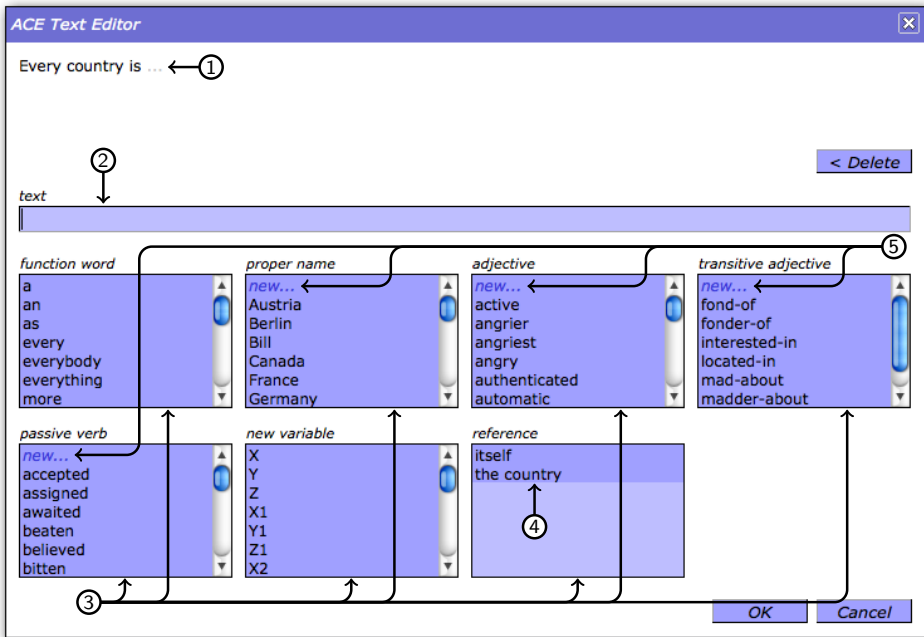 ACE Text Editor
Every country is ...
1
2
< Delete
text
5
function word
a
an
as
every
everybody
everything
more
proper name
new...
Austria
Berlin
Bill
Canada
France
Germany
adjective
new...
active
angrier
angriest
angry
authenticated
automatic
transitive adjective
new...
fond-of
fonder-of
interested-in
located-in
mad-about
madder-about
passive verb
new...
accepted
assigned
awaited
beaten
believed
bitten
new variable
X
Y
Z
X1
Y1
Z1
X2
reference
itself
the country
4
3
OK
Cancel